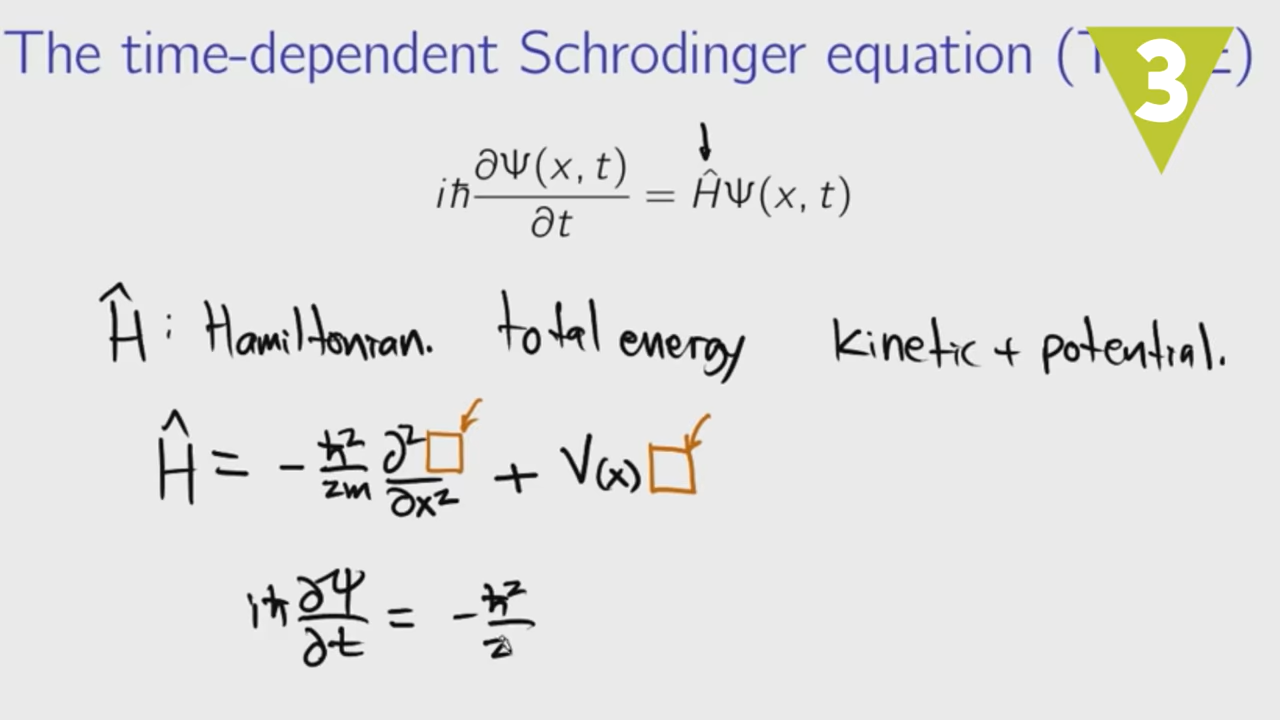 The time-dependent Schrodinger equation (T E)
3
iħ ∂Ψ(x, t)/∂t = ĤΨ(x, t)
Ĥ : Hamiltonian. total energy kinetic + potential.
Ĥ = - ħ²/2m ∂²□/∂x² + V(x)□
iħ ∂Ψ/∂t = - ħ²/2